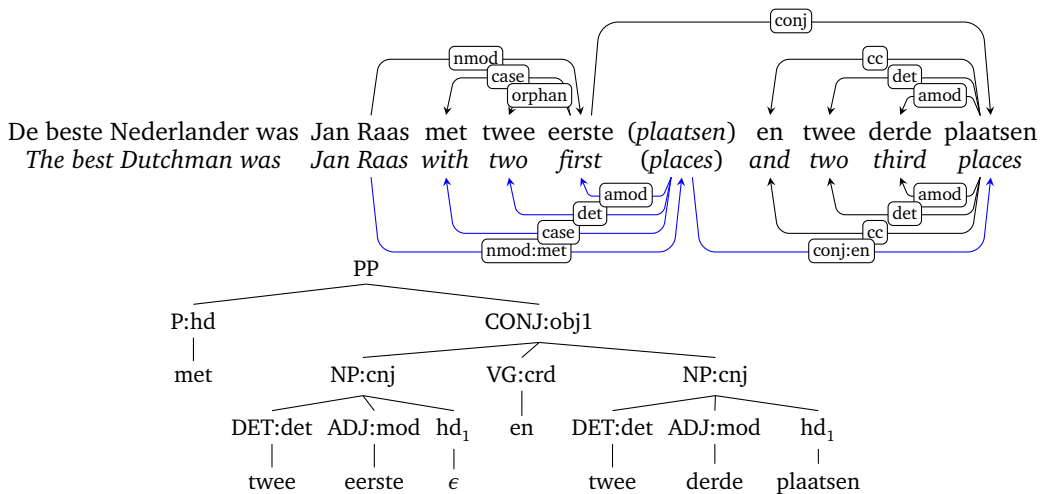 conj
nmod cc
case det
orphan amod
De beste Nederlander was Jan Raas met twee eerste (plaatsen) en twee derde plaatsen
The best Dutchman was Jan Raas with two first (places) and two third places
amod amod
det det
case cc
nmod:met conj:en
PP
P:hd CONJ:obj1
met NP:cnj VG:crd NP:cnj
DET:det ADJ:mod hd₁ en DET:det ADJ:mod hd₁
twee eerste ϵ twee derde plaatsen